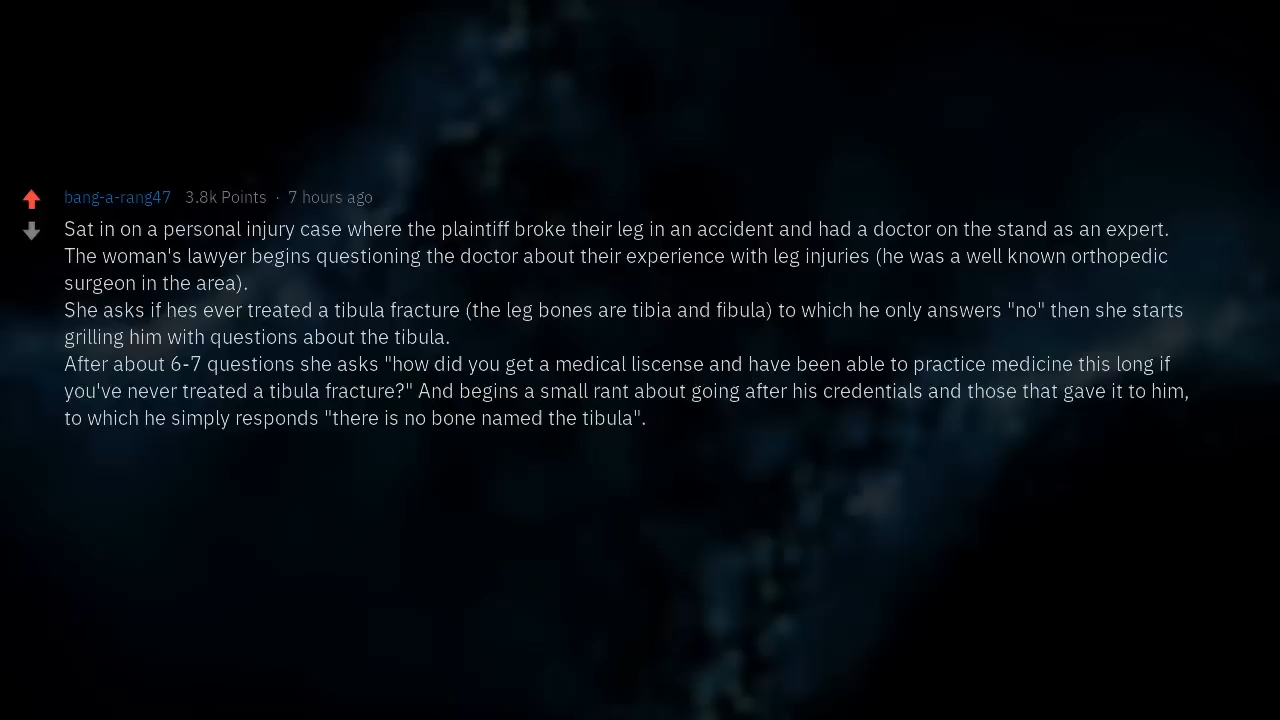 bang-a-rang47 3.8k Points · 7 hours ago
Sat in on a personal injury case where the plaintiff broke their leg in an accident and had a doctor on the stand as an expert.
The woman's lawyer begins questioning the doctor about their experience with leg injuries (he was a well known orthopedic
surgeon in the area).
She asks if hes ever treated a tibula fracture (the leg bones are tibia and fibula) to which he only answers "no" then she starts
grilling him with questions about the tibula.
After about 6-7 questions she asks "how did you get a medical liscense and have been able to practice medicine this long if
you've never treated a tibula fracture?" And begins a small rant about going after his credentials and those that gave it to him,
to which he simply responds "there is no bone named the tibula".